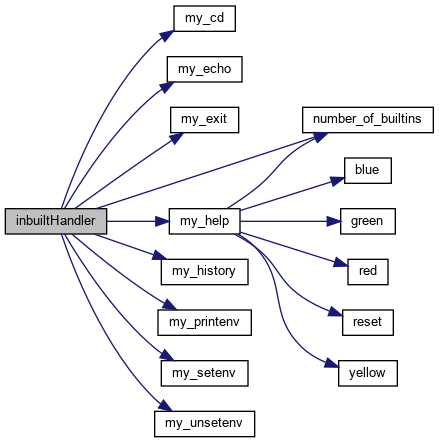 my_cd
my_echo
my_exit
number_of_builtins
blue
inbuiltHandler
my_help
green
my_history
red
my_printenv
reset
my_setenv
yellow
my_unsetenv